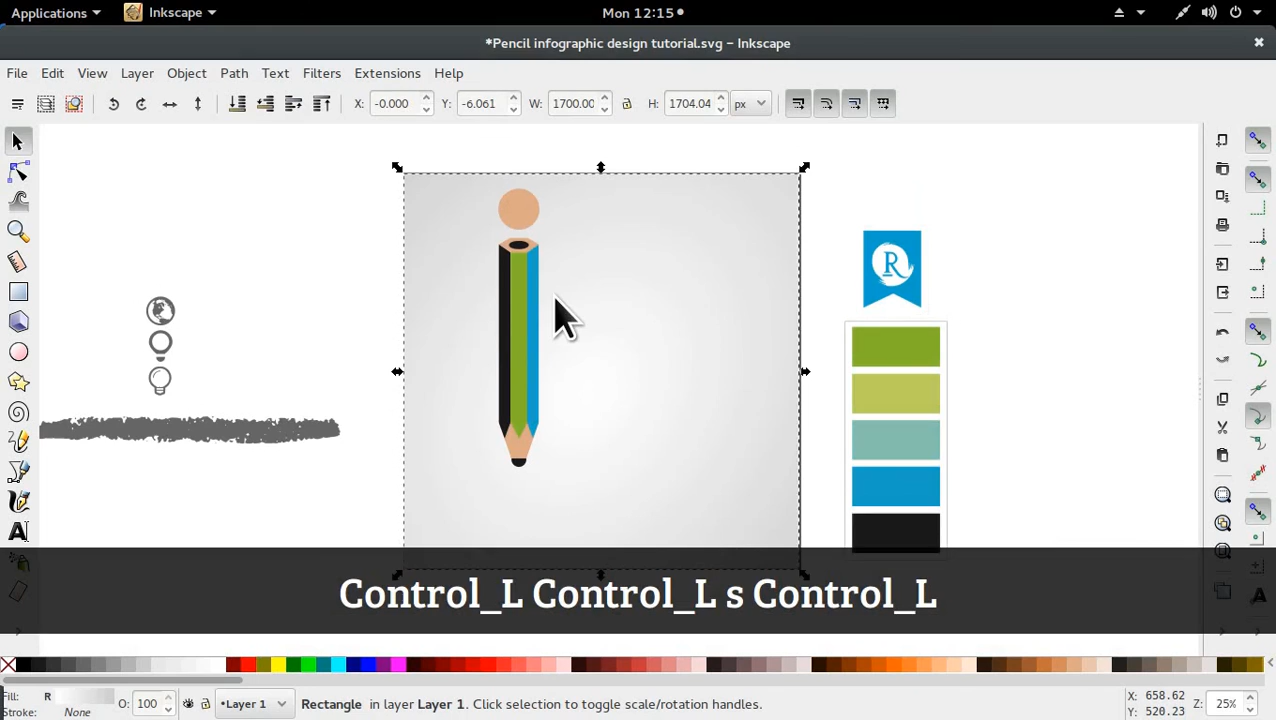 Applications Inkscape Mon 12:15
*Pencil infographic design tutorial.svg – Inkscape
File Edit View Layer Object Path Text Filters Extensions Help
X: -0.000 Y: -6.061 W: 1700.00 H: 1704.04 px
R
A
A
Control_L Control_L s Control_L
Fill: R O: 100 •Layer 1 Rectangle in layer Layer 1. Click selection to toggle scale/rotation handles. X: 658.62 Z: 25%
Stroke: None Y: 520.23